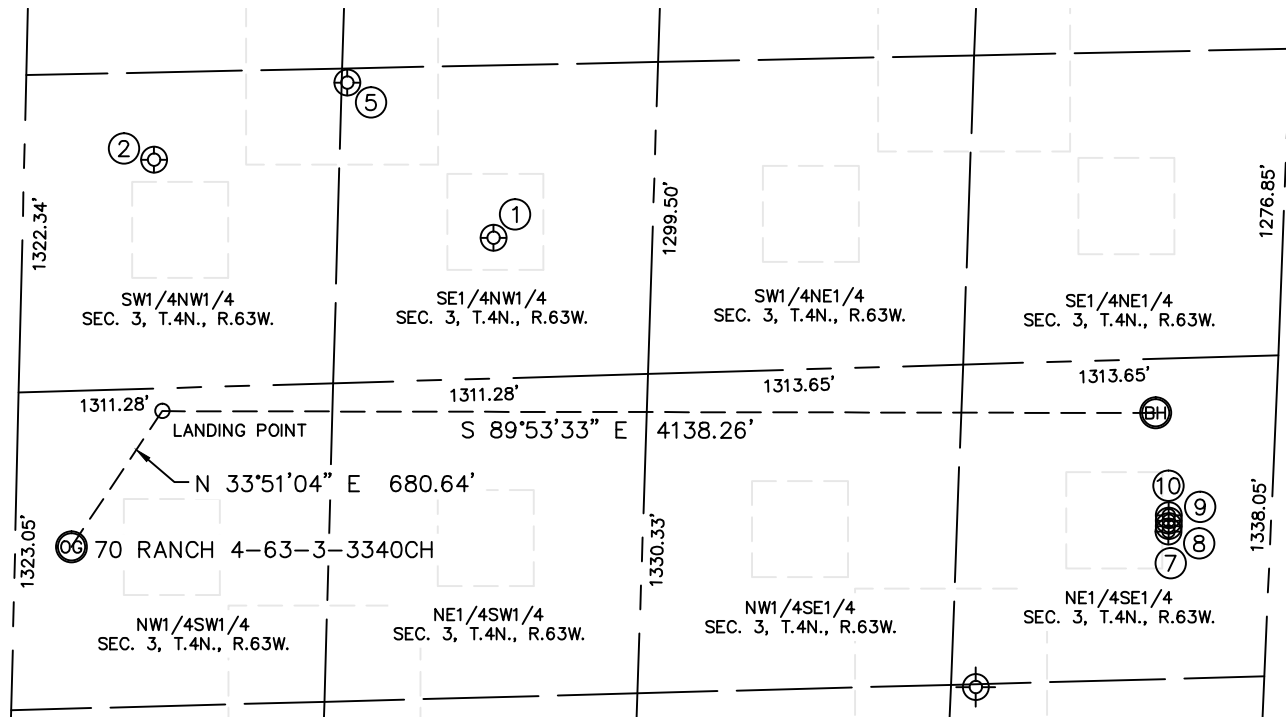 5
2
1
1322.34'
1299.50'
1276.85'
SW1/4NW1/4
SEC. 3, T.4N., R.63W.
SE1/4NW1/4
SEC. 3, T.4N., R.63W.
SW1/4NE1/4
SEC. 3, T.4N., R.63W.
SE1/4NE1/4
SEC. 3, T.4N., R.63W.
1311.28'
1311.28'
1313.65'
1313.65'
LANDING POINT
S 89°53'33" E 4138.26'
BH
N 33°51'04" E 680.64'
10
9
8
7
1323.05'
OG 70 RANCH 4-63-3-3340CH
1330.33'
1338.05'
NW1/4SW1/4
SEC. 3, T.4N., R.63W.
NE1/4SW1/4
SEC. 3, T.4N., R.63W.
NW1/4SE1/4
SEC. 3, T.4N., R.63W.
NE1/4SE1/4
SEC. 3, T.4N., R.63W.